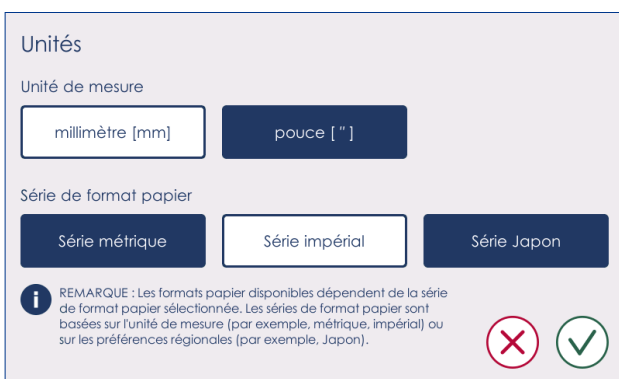 Unités
Unité de mesure
millimètre [mm]
pouce [ " ]
Série de format papier
Série métrique
Série impérial
Série Japon
i
REMARQUE : Les formats papier disponibles dépendent de la série
de format papier sélectionnée. Les séries de format papier sont
basées sur l'unité de mesure (par exemple, métrique, impérial) ou
sur les préférences régionales (par exemple, Japon).